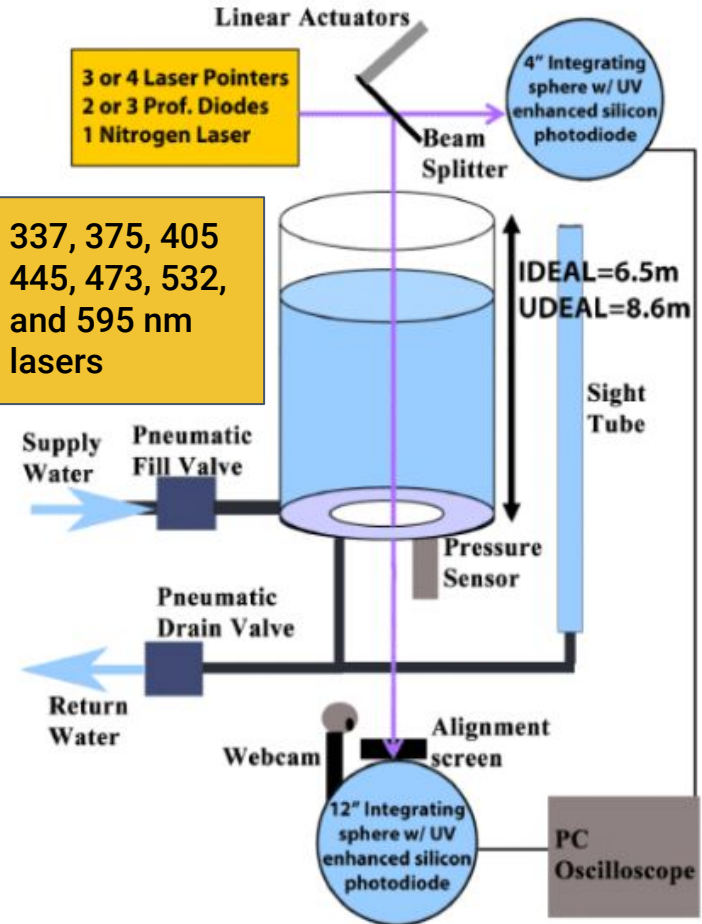 Linear Actuators
3 or 4 Laser Pointers
2 or 3 Prof. Diodes
1 Nitrogen Laser
4" Integrating
sphere w/ UV
enhanced silicon
photodiode
Beam
Splitter
337, 375, 405
445, 473, 532,
and 595 nm
lasers
IDEAL=6.5m
UDEAL=8.6m
Sight
Tube
Supply
Water
Pneumatic
Fill Valve
Pressure
Sensor
Pneumatic
Drain Valve
Return
Water
Webcam
Alignment
screen
12" Integrating
sphere w/ UV
enhanced silicon
photodiode
PC
Oscilloscope